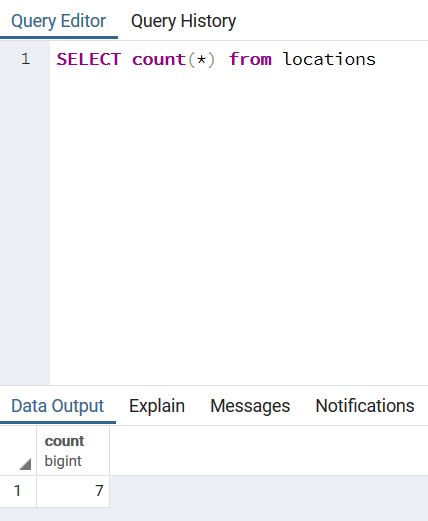 Query Editor Query History
1 SELECT count(*) from locations
Data Output Explain Messages Notifications
count
bigint
1 7